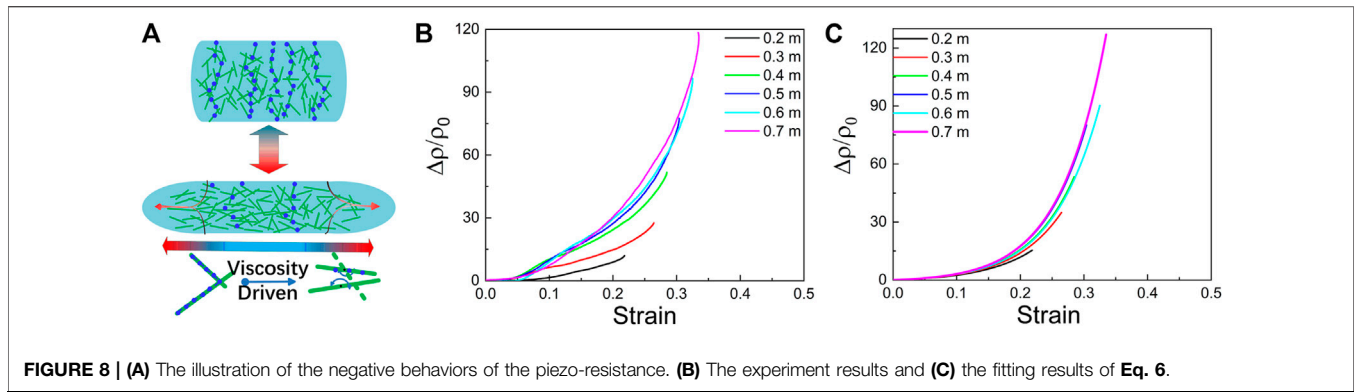 A
Viscosity
Driven
B
120
90
60
30
0
Δρ/ρ0
0.0 0.1 0.2 0.3 0.4 0.5
Strain
0.2 m
0.3 m
0.4 m
0.5 m
0.6 m
0.7 m
C
120
90
60
30
0
Δρ/ρ0
0.0 0.1 0.2 0.3 0.4 0.5
Strain
0.2 m
0.3 m
0.4 m
0.5 m
0.6 m
0.7 m
FIGURE 8 | (A) The illustration of the negative behaviors of the piezo-resistance. (B) The experiment results and (C) the fitting results of Eq. 6.